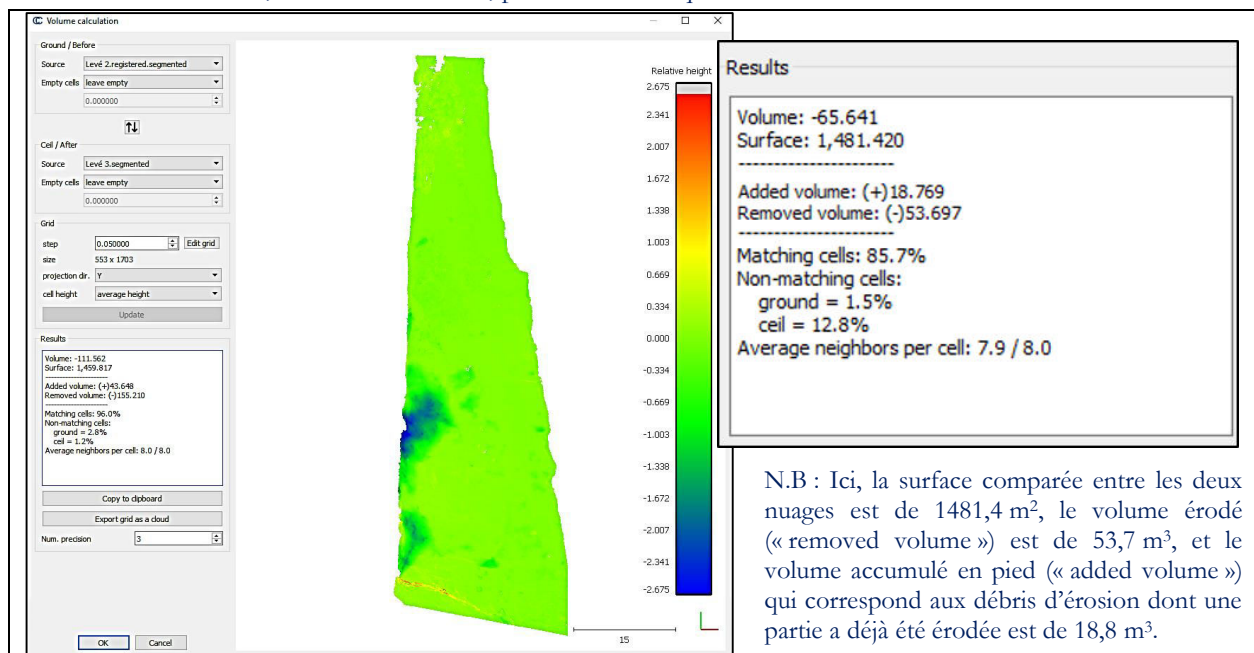 Volume calculation
Ground / Before
Source Levé 2.registered.segmented
Empty cells leave empty
0.000000
Ceil / After
Source Levé 3.segmented
Empty cells leave empty
0.000000
Grid
step 0.050000 Edit grid
size 553 x 1703
projection dir. Y
cell height average height
Update
Results
Volume: -111.562
Surface: 1,459.817
----------------------
Added volume: (+)43.648
Removed volume: (-)155.210
----------------------
Matching cells: 96.0%
Non-matching cells:
ground = 2.8%
ceil = 1.2%
Average neighbors per cell: 8.0 / 8.0
Copy to clipboard
Export grid as a cloud
Num. precision 3
OK Cancel
Relative height
2.675
2.341
2.007
1.672
1.338
1.003
0.669
0.334
0.000
-0.334
-0.669
-1.003
-1.338
-1.672
-2.007
-2.341
-2.675
15
Results
Volume: -65.641
Surface: 1,481.420
----------------------
Added volume: (+)18.769
Removed volume: (-)53.697
----------------------
Matching cells: 85.7%
Non-matching cells:
ground = 1.5%
ceil = 12.8%
Average neighbors per cell: 7.9 / 8.0
N.B : Ici, la surface comparée entre les deux
nuages est de 1481,4 m², le volume érodé
(« removed volume ») est de 53,7 m³, et le
volume accumulé en pied (« added volume »)
qui correspond aux débris d’érosion dont une
partie a déjà été érodée est de 18,8 m³.